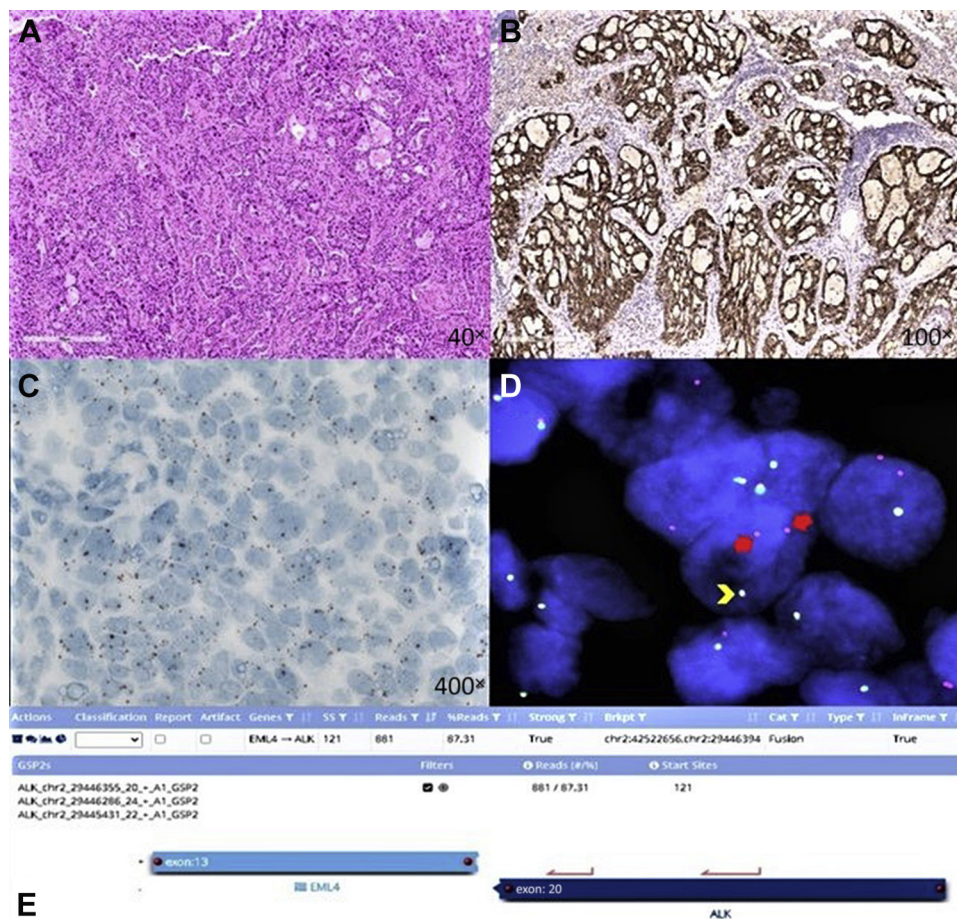 A
B
40×
100×
C
D
400×
Actions Classification Report Artifact Genes SS Reads %Reads Strong Brkpt Cat Type InFrame
EML4 → ALK 121 881 87.31 True chr2:42522656,chr2:29446394 Fusion True
GSP2s Filters Reads (#/%) Start Sites
ALK_chr2_29446355_20_+_A1_GSP2 881 / 87.31 121
ALK_chr2_29446286_24_+_A1_GSP2
ALK_chr2_29445431_22_+_A1_GSP2
exon:13
EML4
exon: 20
ALK
E